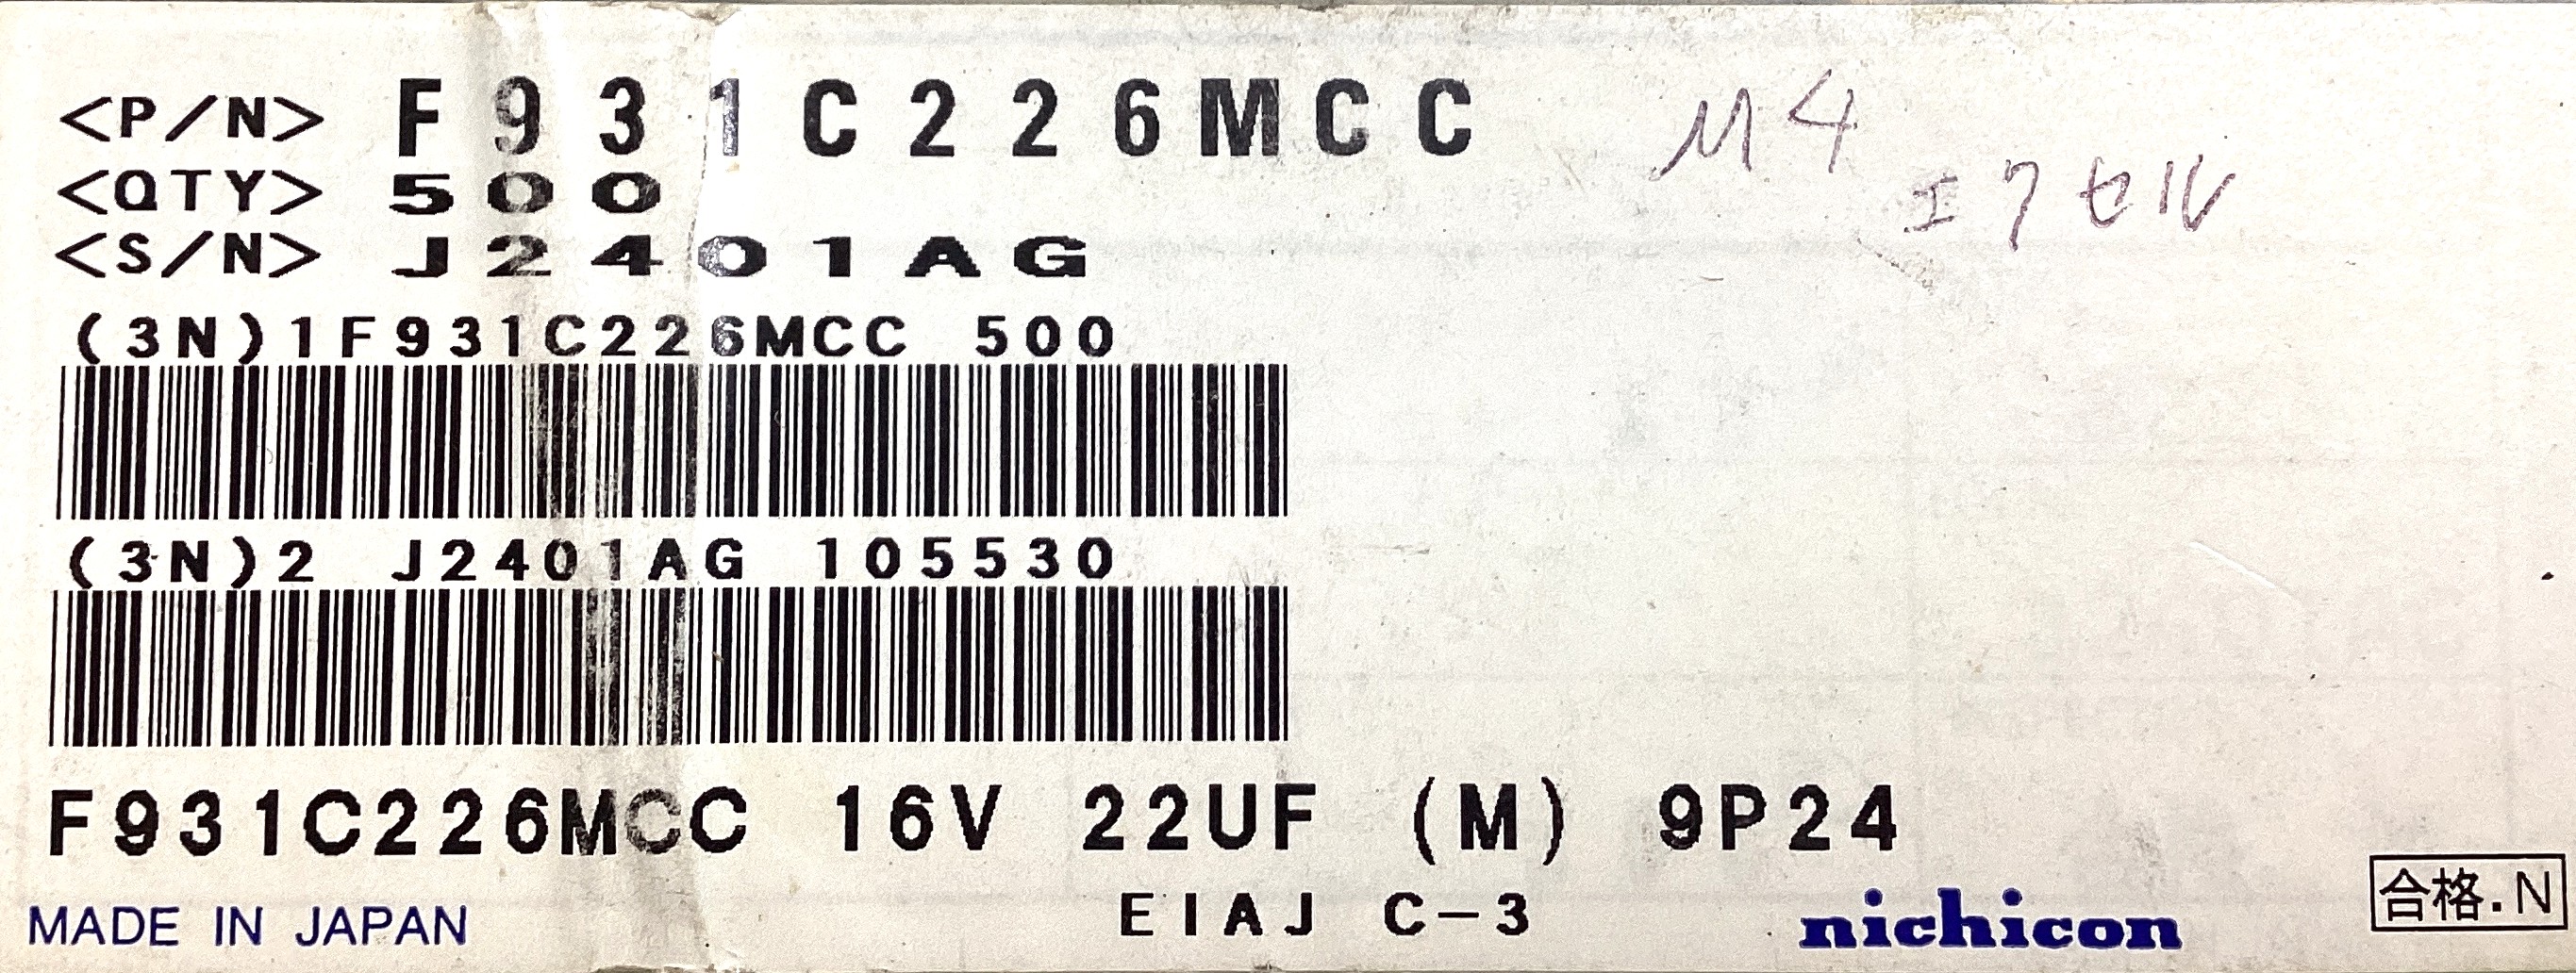 <P/N> F931C226MCC
<QTY> 500
<S/N> J2401AG
M4
エクセル
(3N)1F931C226MCC 500
(3N)2 J2401AG 105530
F931C226MCC 16V 22UF (M) 9P24
MADE IN JAPAN
EIAJ C-3
nichicon
合格.N